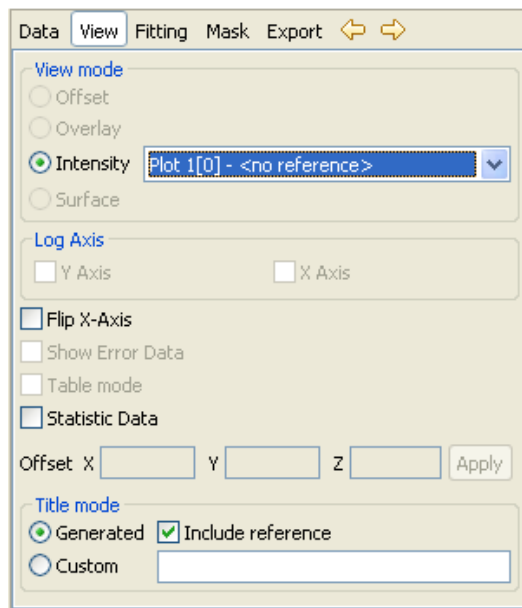 Data View Fitting Mask Export
View mode
Offset
Overlay
Intensity Plot 1[0] - <no reference>
Surface
Log Axis
Y Axis X Axis
Flip X-Axis
Show Error Data
Table mode
Statistic Data
Offset X Y Z Apply
Title mode
Generated Include reference
Custom